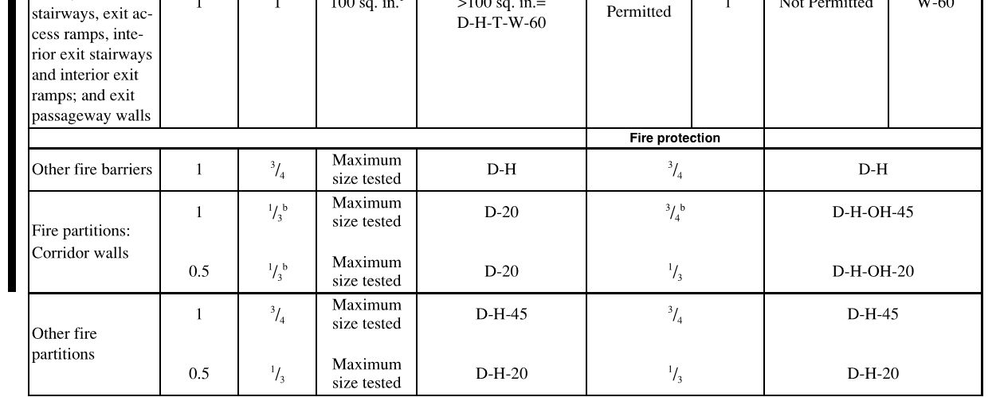 stairways, exit ac-
cess ramps, inte-
rior exit stairways
and interior exit
ramps; and exit
passageway walls
1
1
100 sq. in.
>100 sq. in.=
D-H-T-W-60
Permitted
1
Not Permitted
W-60
Fire protection
Other fire barriers 1 3/4 Maximum
size tested D-H 3/4 D-H
Fire partitions:
Corridor walls
1 1/3 b Maximum
size tested D-20 3/4 b D-H-OH-45
0.5 1/3 b Maximum
size tested D-20 1/3 D-H-OH-20
Other fire
partitions
1 3/4 Maximum
size tested D-H-45 3/4 D-H-45
0.5 1/3 Maximum
size tested D-H-20 1/3 D-H-20